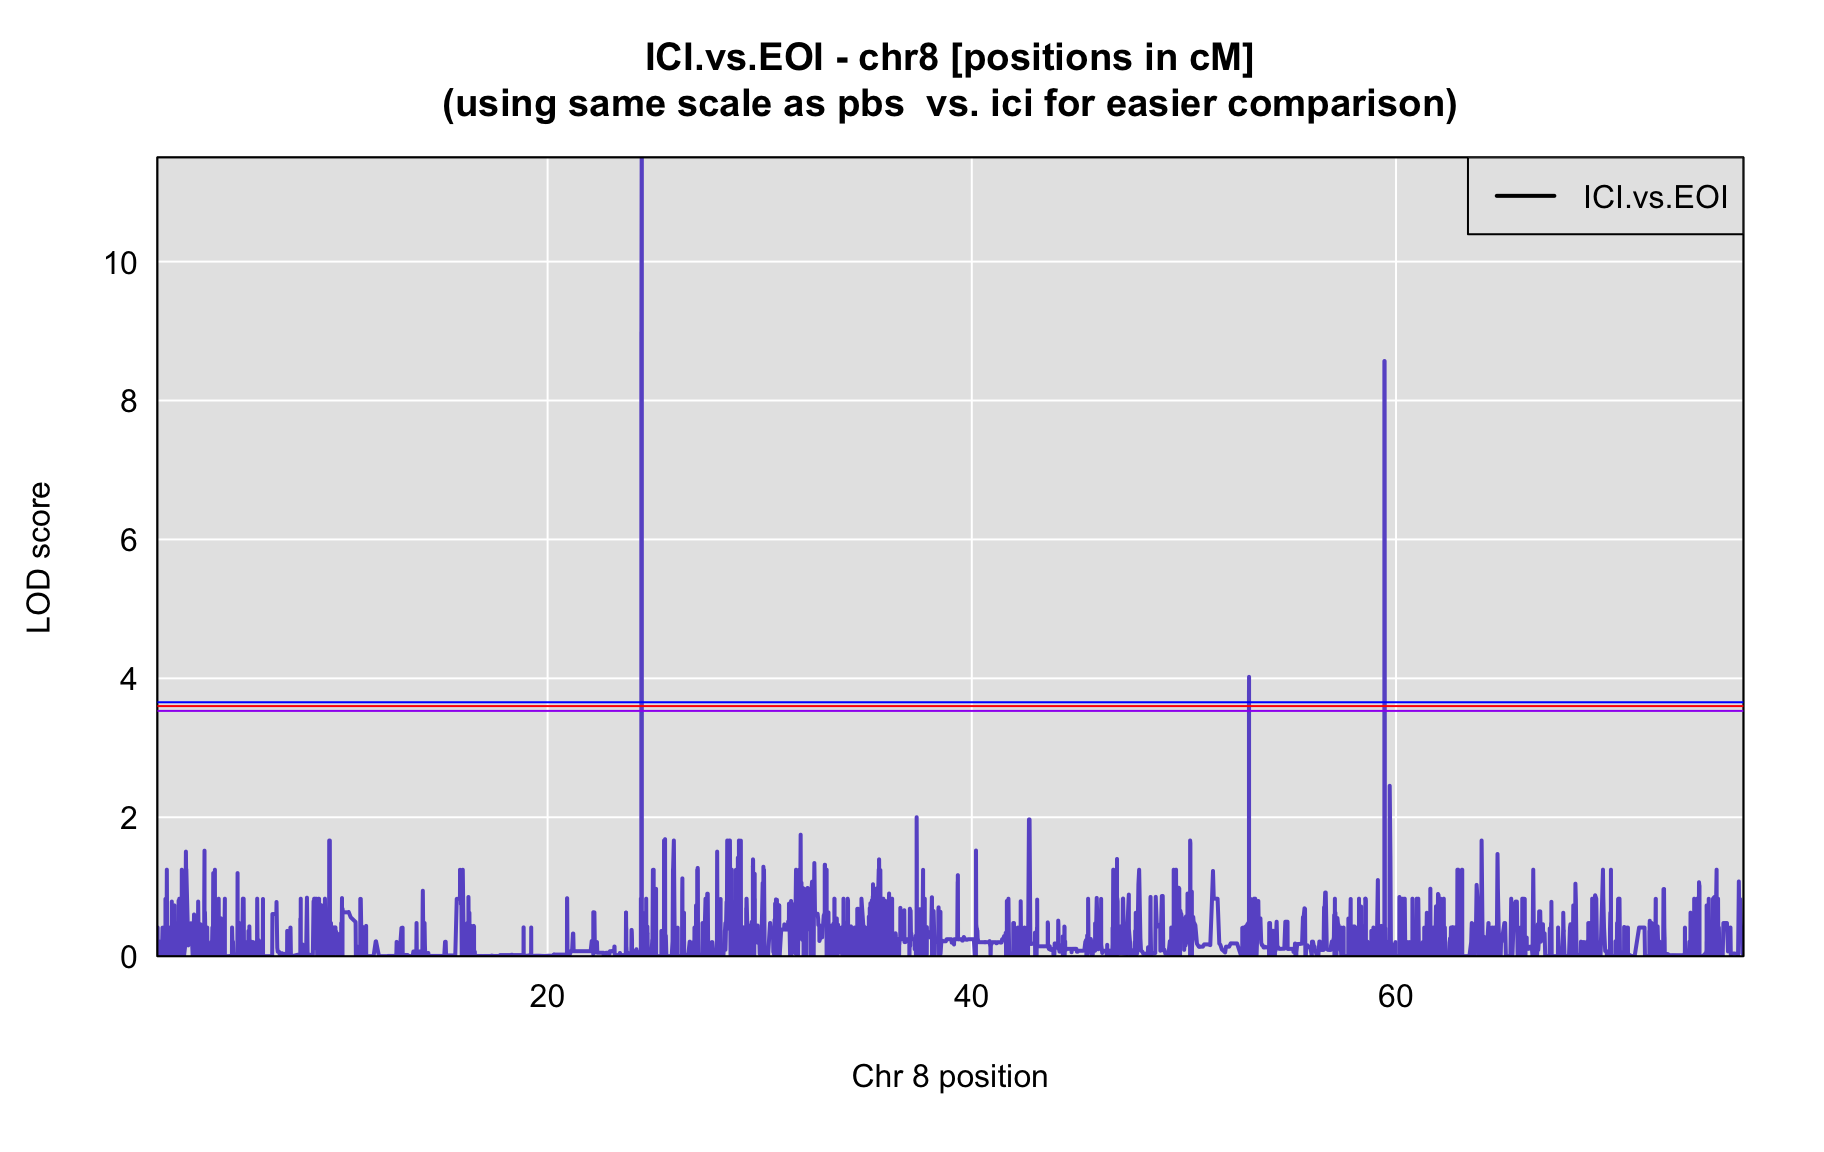 ICI.vs.EOI - chr8 [positions in cM]
(using same scale as pbs  vs. ici for easier comparison)
ICI.vs.EOI
10
8
6
4
2
0
LOD score
20
40
60
Chr 8 position